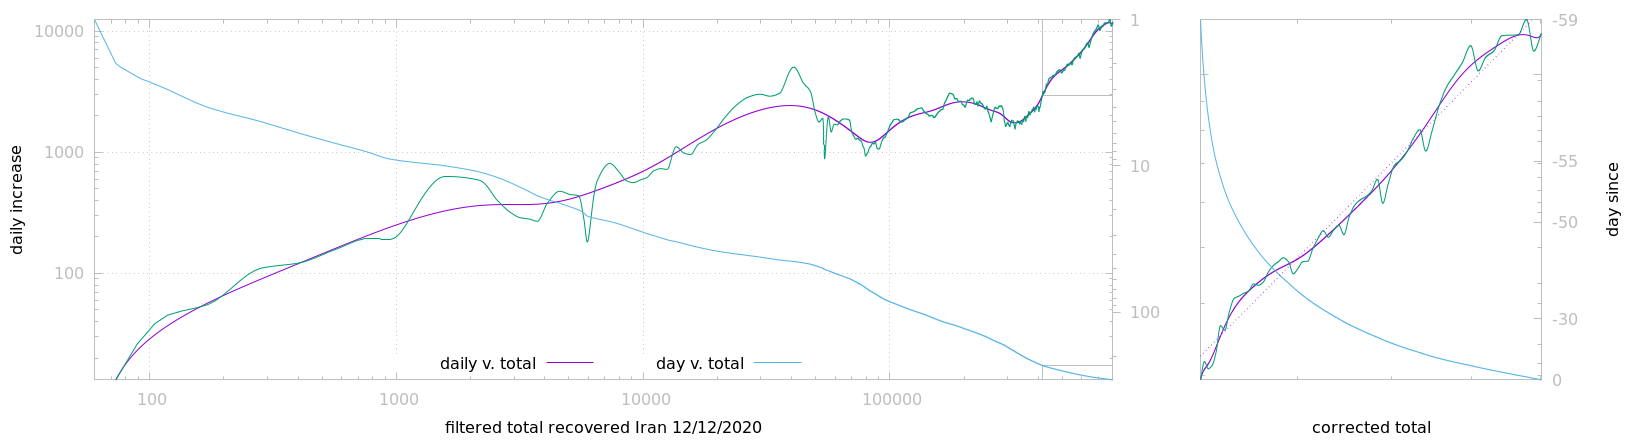 10000
1000
100
daily increase
daily v. total
day v. total
100
1000
10000
100000
filtered total recovered Iran 12/12/2020
1
10
100
-59
-55
-50
-30
0
day since
corrected total